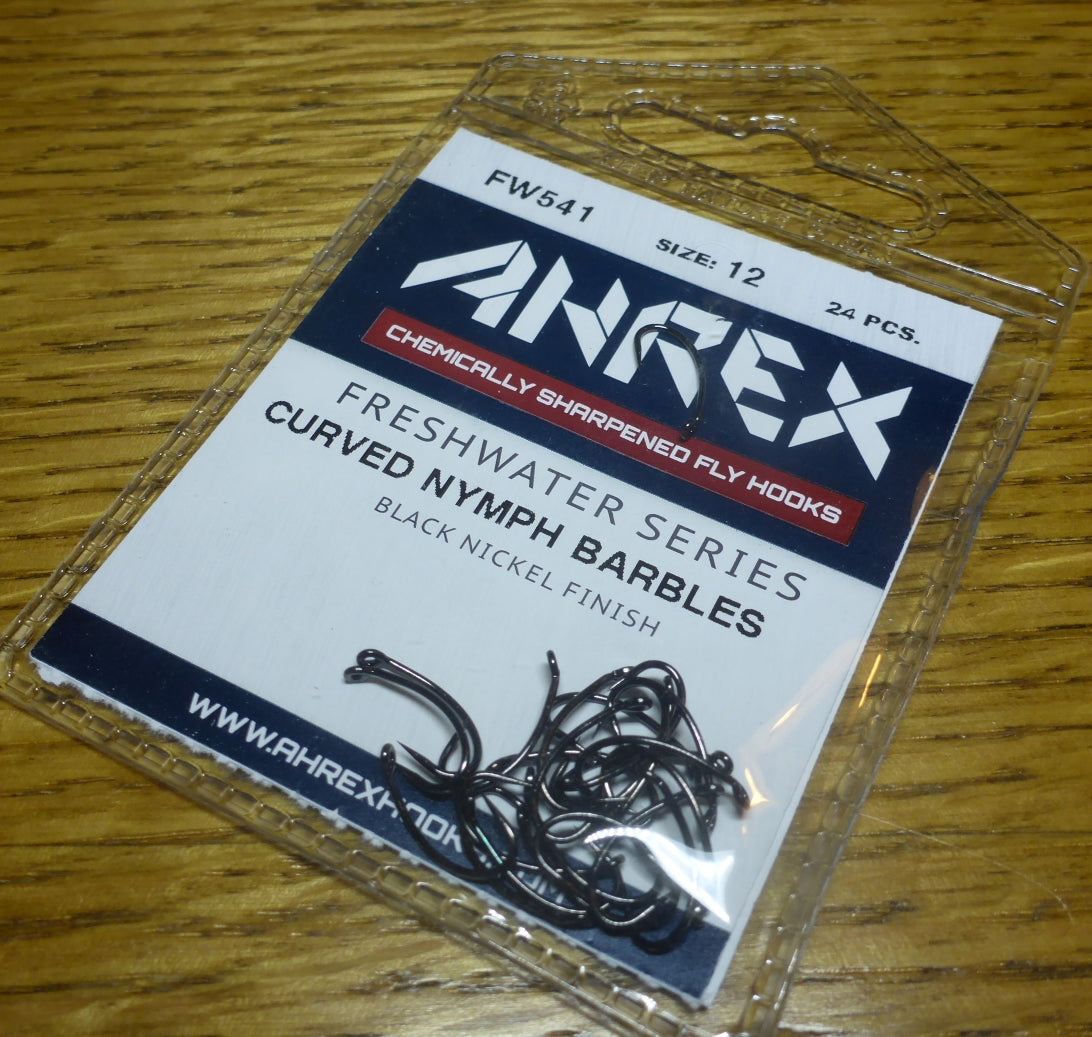 FW541 SIZE: 12 24 PCS.
AHREX
CHEMICALLY SHARPENED FLY HOOKS
FRESHWATER SERIES
CURVED NYMPH BARBLES
BLACK NICKEL FINISH